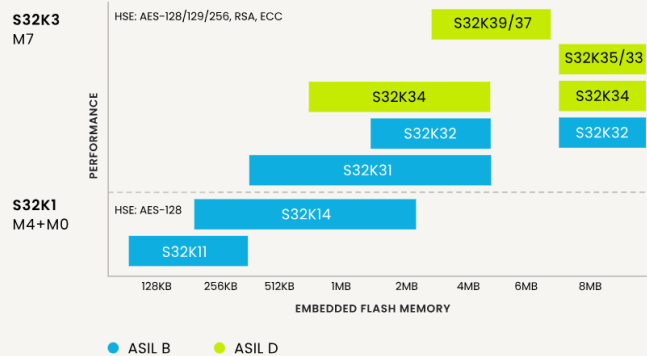 S32K3
M7
HSE: AES-128/129/256, RSA, ECC
S32K39/37
S32K35/33
S32K34
S32K34
S32K32
S32K32
S32K31
PERFORMANCE
S32K1
M4+M0
HSE: AES-128
S32K14
S32K11
128KB 256KB 512KB 1MB 2MB 4MB 6MB 8MB
EMBEDDED FLASH MEMORY
ASIL B ASIL D